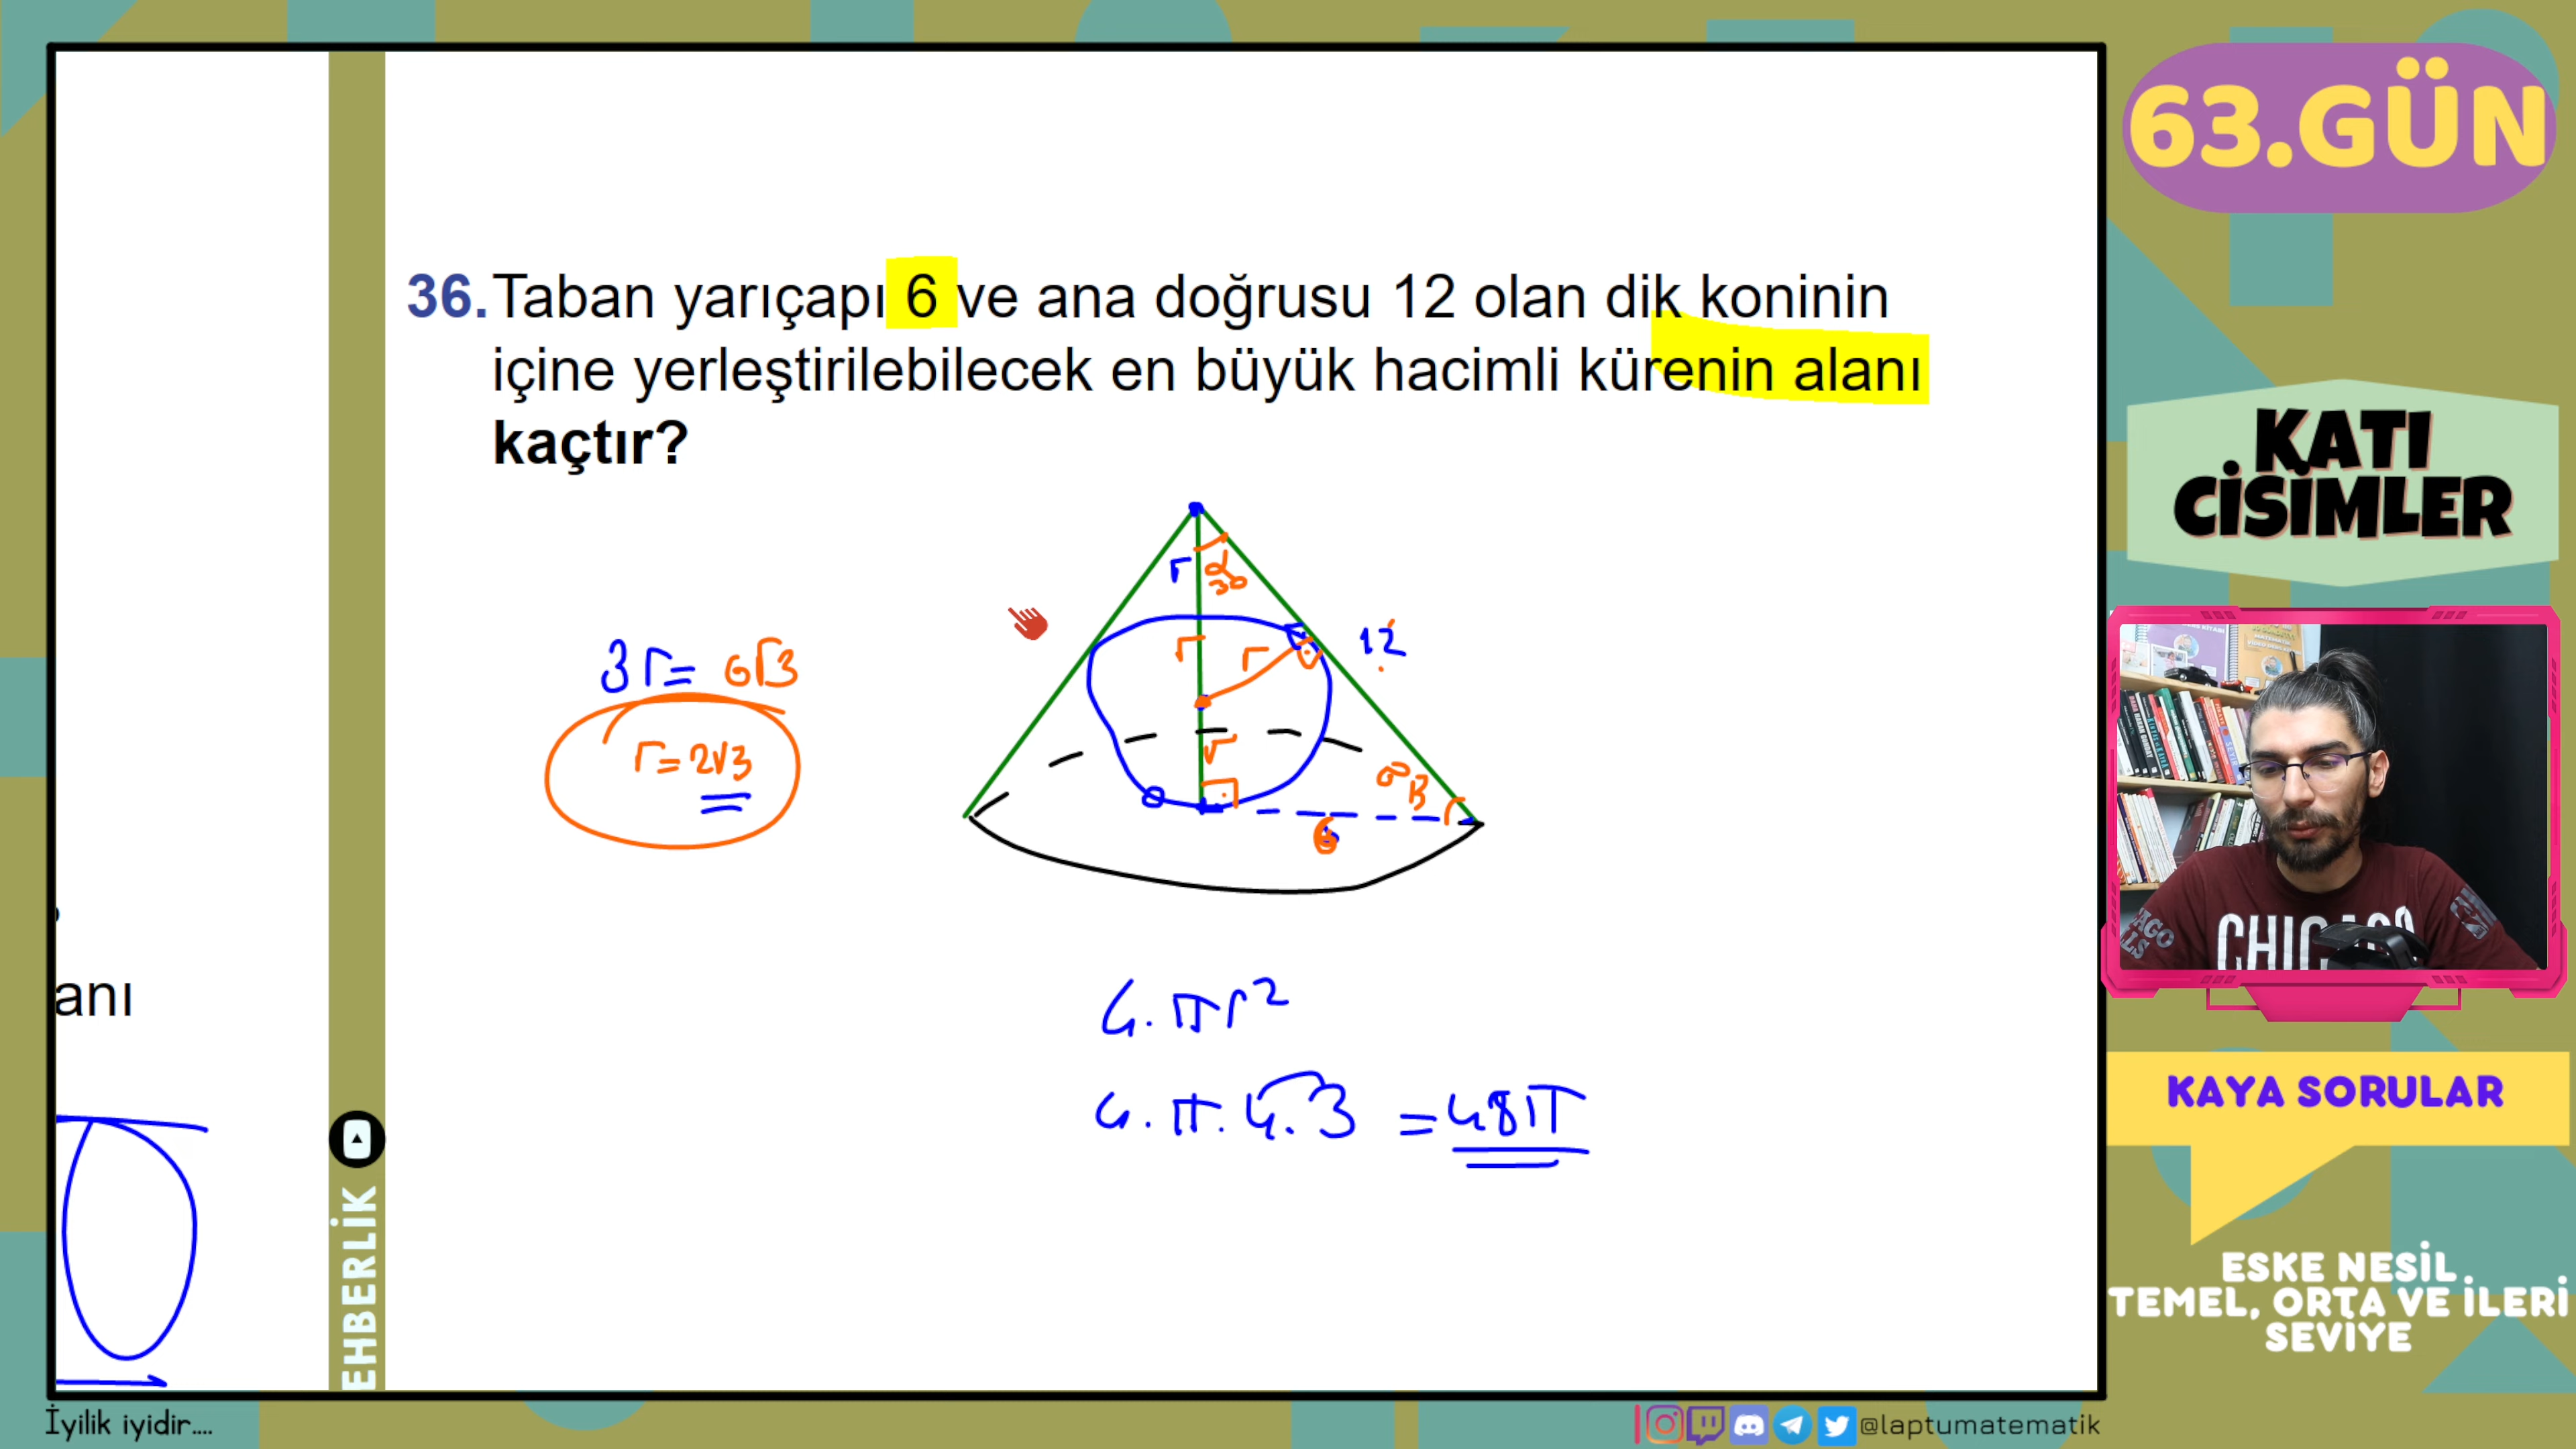 63.GÜN
36. Taban yarıçapı 6 ve ana doğrusu 12 olan dik koninin
içine yerleştirilebilecek en büyük hacimli kürenin alanı
kaçtır?
KATI
CİSİMLER
r
α
30
r
r
12
3r = 6√3
r = 2√3
r
B
6
anı
4.πr²
4.π.4.3 = 48π
EHBERLİK
CHICAGO
KAYA SORULAR
ESKE NESİL
TEMEL, ORTA VE İLERİ
SEVİYE
İyilik iyidir....
@laptumatematik